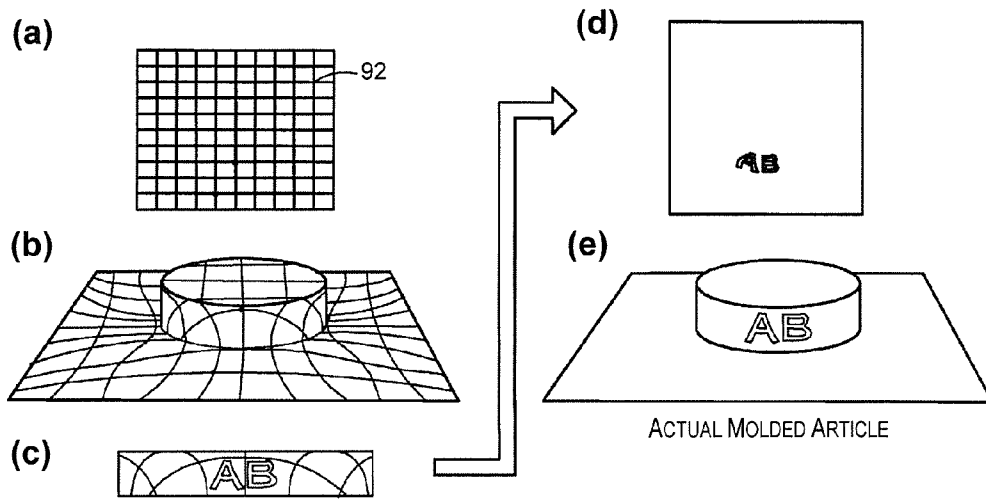 (a)
92
(b)
(c)
AB
(d)
AB
(e)
AB
ACTUAL MOLDED ARTICLE